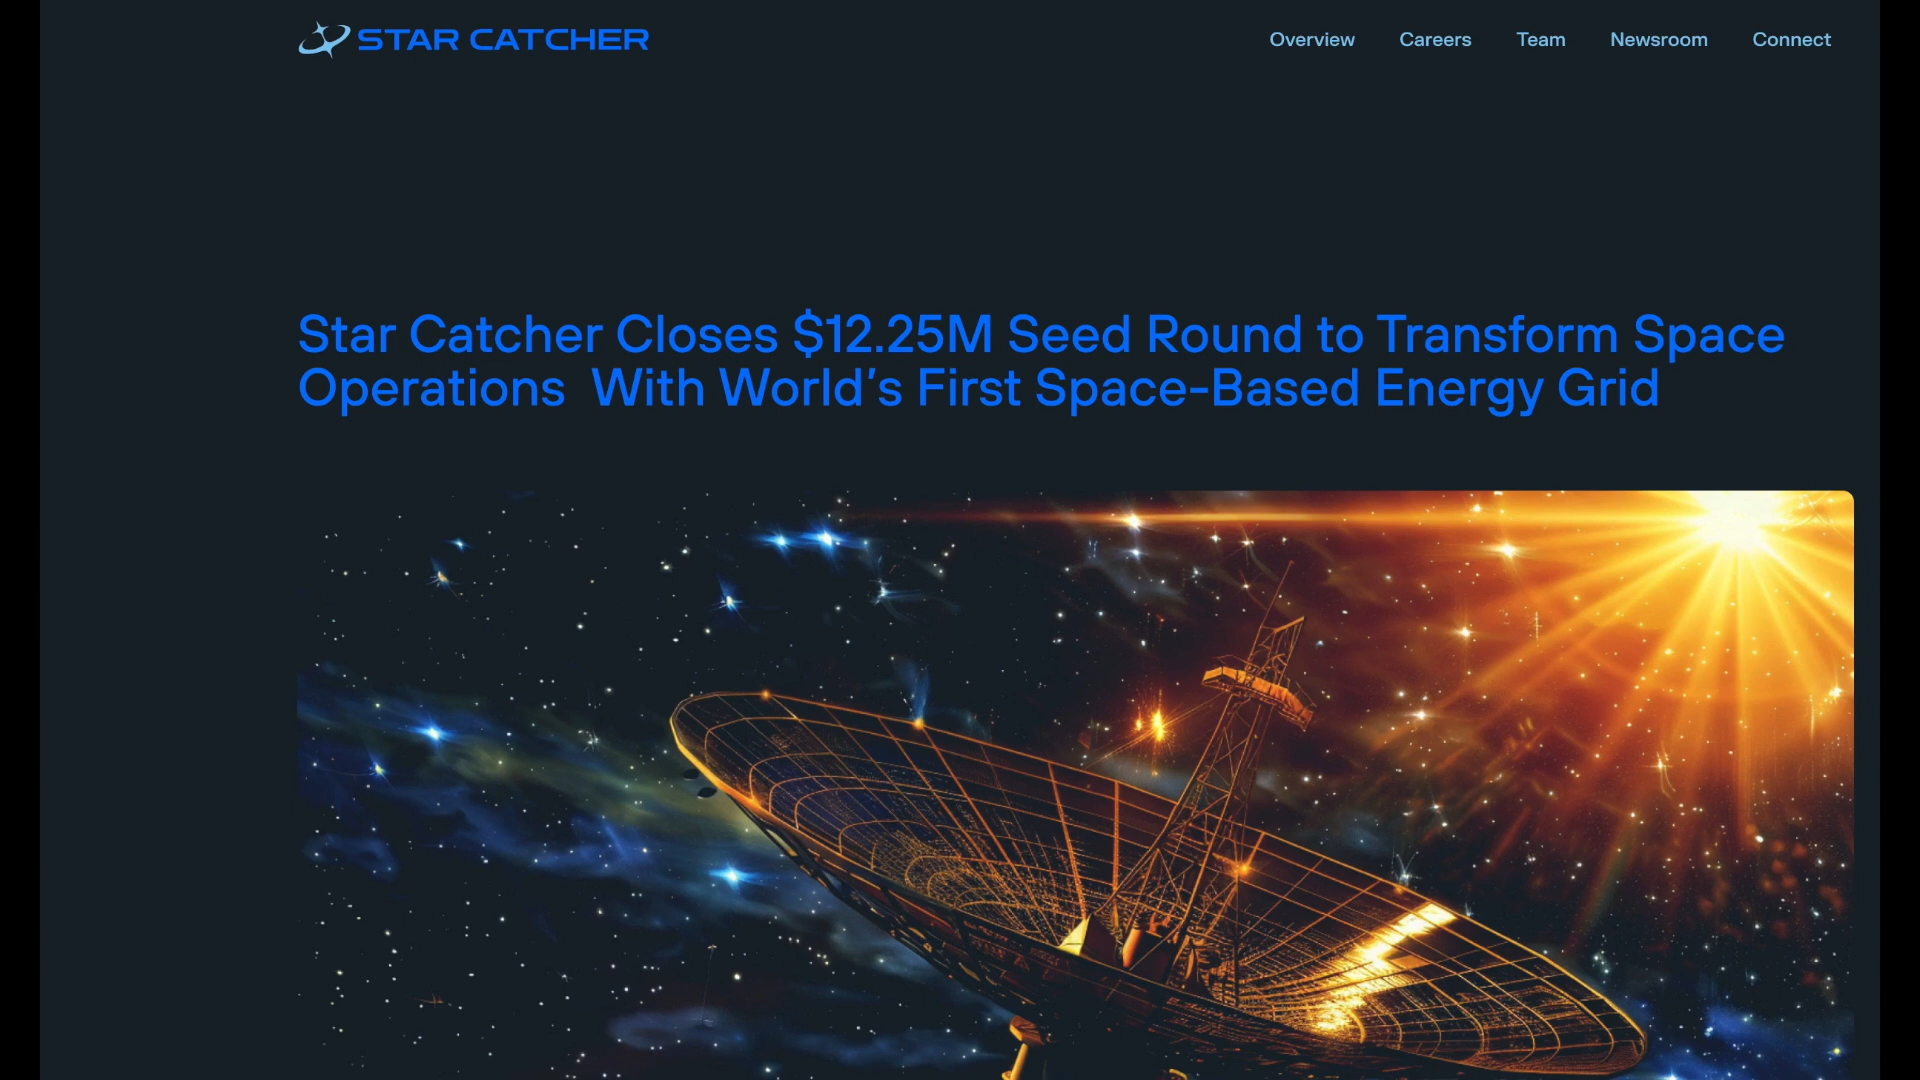 STAR CATCHER
Overview Careers Team Newsroom Connect
Star Catcher Closes $12.25M Seed Round to Transform Space
Operations With World’s First Space-Based Energy Grid